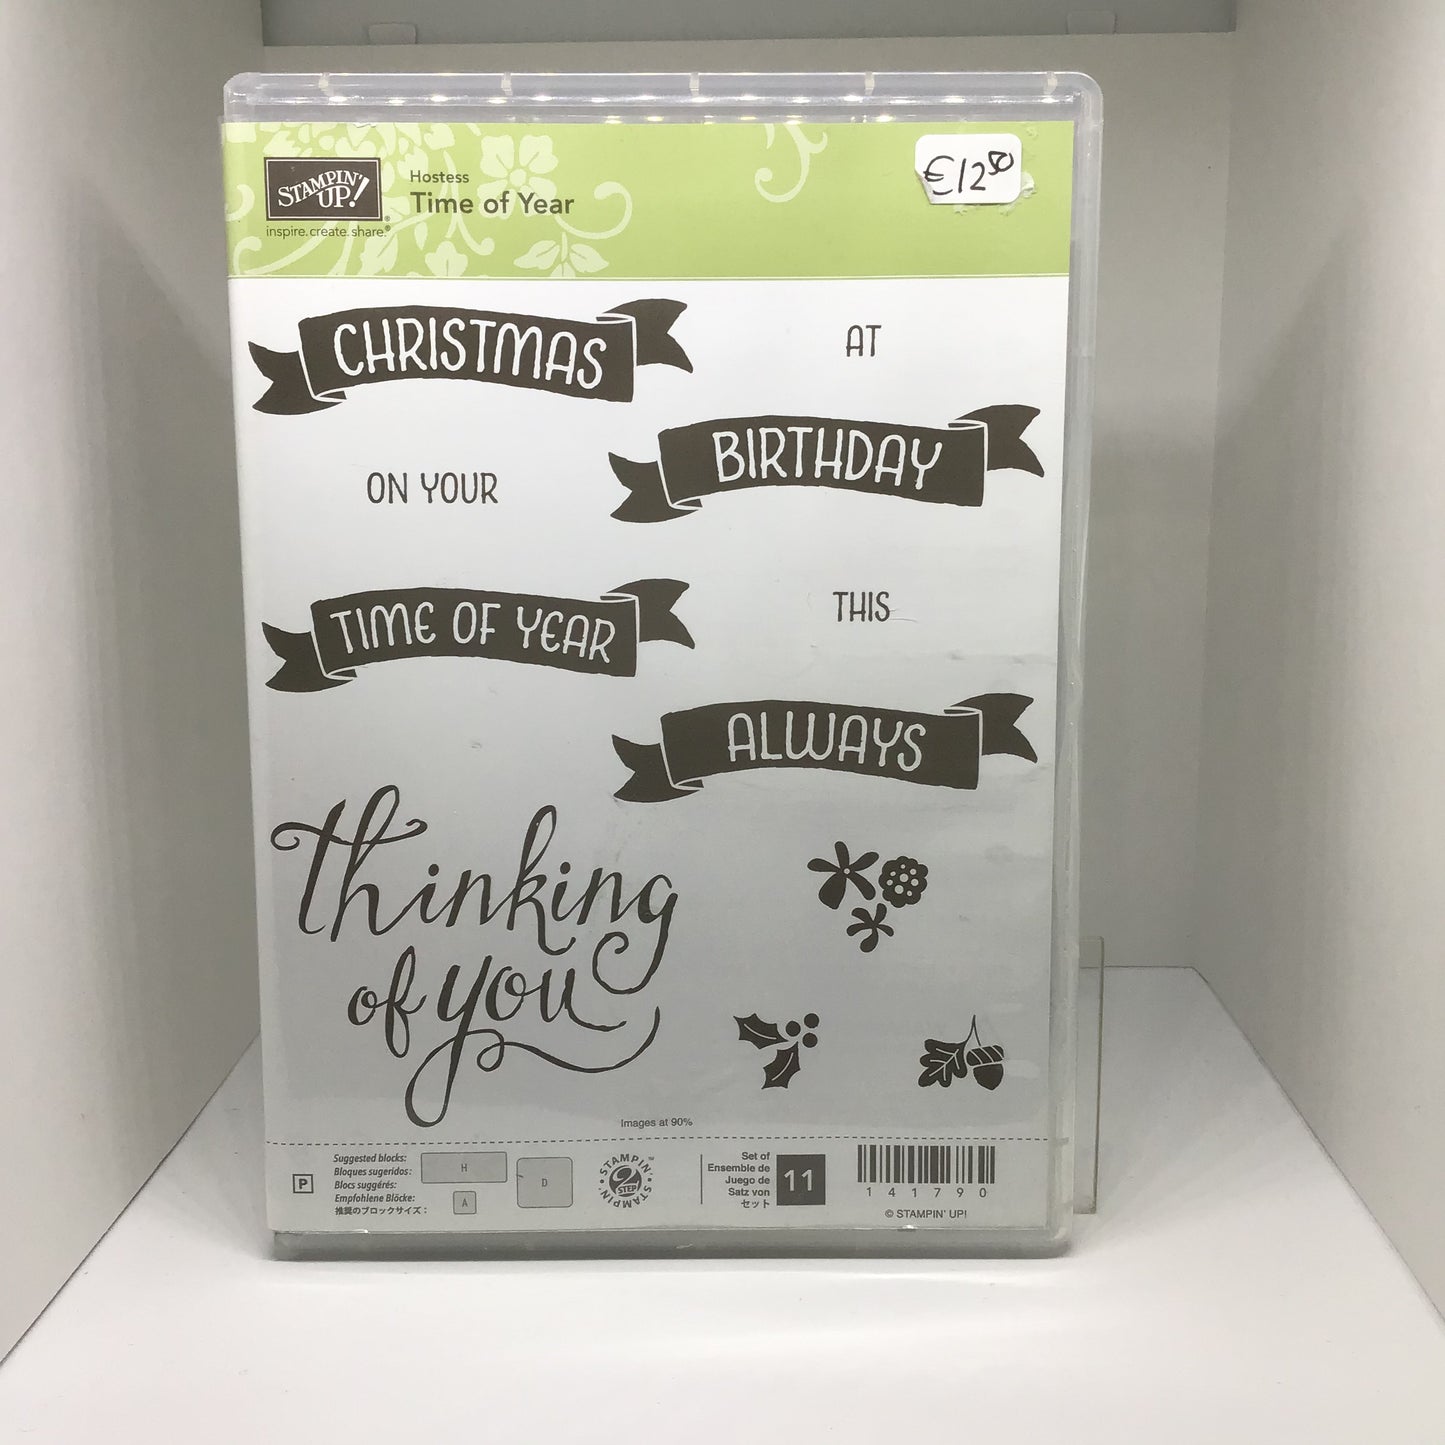 STAMPIN' UP!®
inspire.create.share.®
Hostess
Time of Year
€12⁵⁰
CHRISTMAS
AT
BIRTHDAY
ON YOUR
TIME OF YEAR
THIS
ALWAYS
thinking
of you
Images at 90%
P
Suggested blocks:
Bloques sugeridos:
Blocs suggérés:
Empfohlene Blöcke:
推奨のブロックサイズ：
H
A
D
STAMPIN'™ 2 STEP STAMPIN'
Set of
Ensemble de
Juego de
Satz von
セット
11
141790
© STAMPIN' UP!